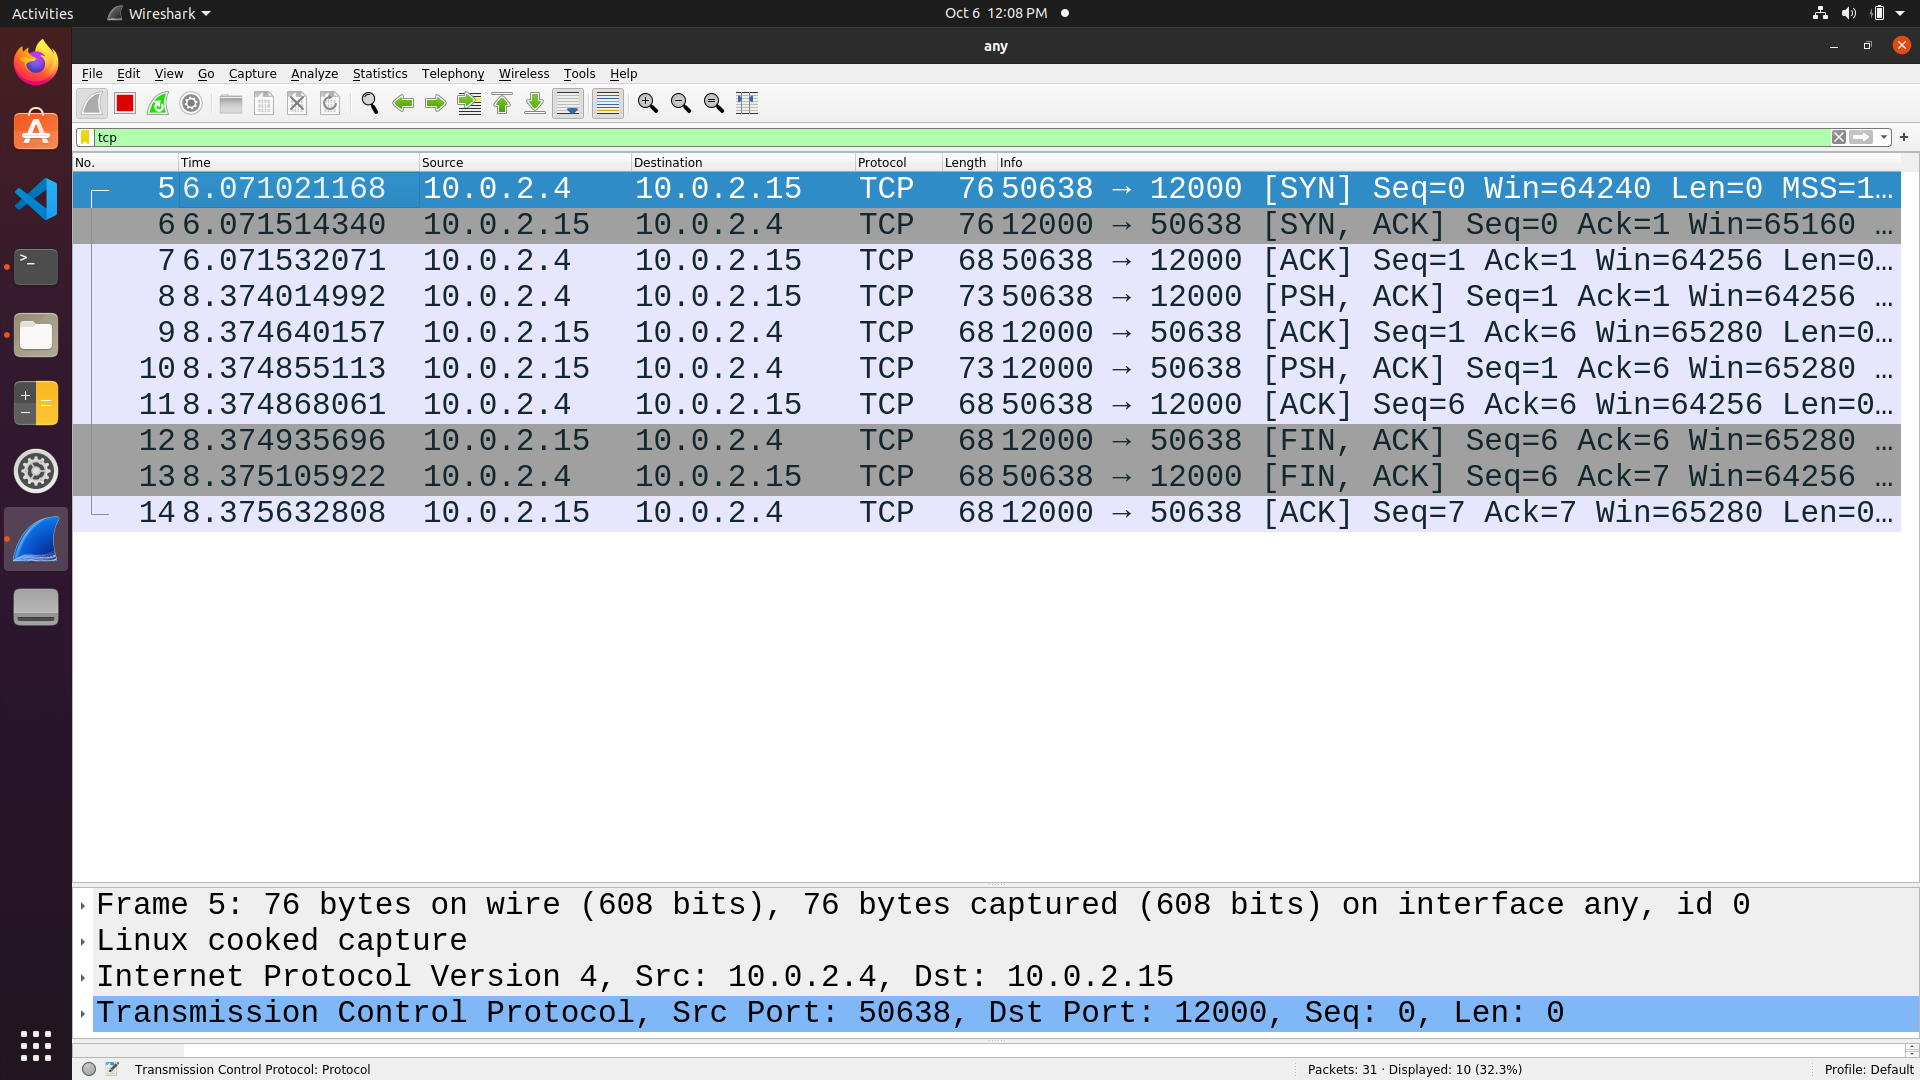 Activities Wireshark Oct 6 12:08 PM
any
File Edit View Go Capture Analyze Statistics Telephony Wireless Tools Help
tcp +
No. Time Source Destination Protocol Length Info
5 6.071021168 10.0.2.4 10.0.2.15 TCP 76 50638 → 12000 [SYN] Seq=0 Win=64240 Len=0 MSS=1…
6 6.071514340 10.0.2.15 10.0.2.4 TCP 76 12000 → 50638 [SYN, ACK] Seq=0 Ack=1 Win=65160 …
7 6.071532071 10.0.2.4 10.0.2.15 TCP 68 50638 → 12000 [ACK] Seq=1 Ack=1 Win=64256 Len=0…
8 8.374014992 10.0.2.4 10.0.2.15 TCP 73 50638 → 12000 [PSH, ACK] Seq=1 Ack=1 Win=64256 …
9 8.374640157 10.0.2.15 10.0.2.4 TCP 68 12000 → 50638 [ACK] Seq=1 Ack=6 Win=65280 Len=0…
10 8.374855113 10.0.2.15 10.0.2.4 TCP 73 12000 → 50638 [PSH, ACK] Seq=1 Ack=6 Win=65280 …
11 8.374868061 10.0.2.4 10.0.2.15 TCP 68 50638 → 12000 [ACK] Seq=6 Ack=6 Win=64256 Len=0…
12 8.374935696 10.0.2.15 10.0.2.4 TCP 68 12000 → 50638 [FIN, ACK] Seq=6 Ack=6 Win=65280 …
13 8.375105922 10.0.2.4 10.0.2.15 TCP 68 50638 → 12000 [FIN, ACK] Seq=6 Ack=7 Win=64256 …
14 8.375632808 10.0.2.15 10.0.2.4 TCP 68 12000 → 50638 [ACK] Seq=7 Ack=7 Win=65280 Len=0…
Frame 5: 76 bytes on wire (608 bits), 76 bytes captured (608 bits) on interface any, id 0
Linux cooked capture
Internet Protocol Version 4, Src: 10.0.2.4, Dst: 10.0.2.15
Transmission Control Protocol, Src Port: 50638, Dst Port: 12000, Seq: 0, Len: 0
Transmission Control Protocol: Protocol Packets: 31 · Displayed: 10 (32.3%) Profile: Default